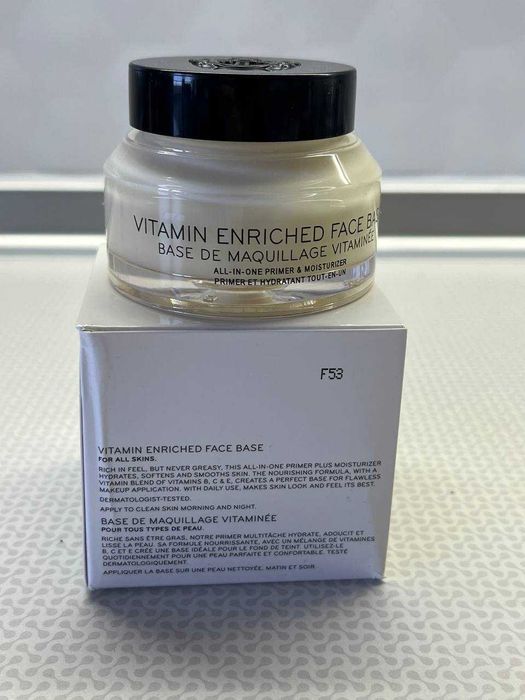 VITAMIN ENRICHED FACE BAS
BASE DE MAQUILLAGE VITAMINÉE
ALL-IN-ONE PRIMER & MOISTURIZER
PRIMER ET HYDRATANT TOUT-EN-UN
F53
VITAMIN ENRICHED FACE BASE
FOR ALL SKINS.
RICH IN FEEL, BUT NEVER GREASY, THIS ALL-IN-ONE PRIMER PLUS MOISTURIZER
HYDRATES, SOFTENS AND SMOOTHS SKIN. THE NOURISHING FORMULA, WITH A
VITAMIN BLEND OF VITAMINS B, C & E, CREATES A PERFECT BASE FOR FLAWLESS
MAKEUP APPLICATION. WITH DAILY USE, MAKES SKIN LOOK AND FEEL ITS BEST.
DERMATOLOGIST-TESTED.
APPLY TO CLEAN SKIN MORNING AND NIGHT.
BASE DE MAQUILLAGE VITAMINÉE
POUR TOUS TYPES DE PEAU.
RICHE SANS ÊTRE GRAS, NOTRE PRIMER MULTITÂCHE HYDRATE, ADOUCIT ET
LISSE LA PEAU. SA FORMULE NOURRISSANTE, AVEC UN MÉLANGE DE VITAMINES
B, C ET E CRÉE UNE BASE IDÉALE POUR LE FOND DE TEINT. UTILISEZ-LE
QUOTIDIENNEMENT POUR UNE PEAU PARFAITE ET CONFORTABLE. TESTÉ
DERMATOLOGIQUEMENT.
APPLIQUER LA BASE SUR UNE PEAU NETTOYÉE, MATIN ET SOIR